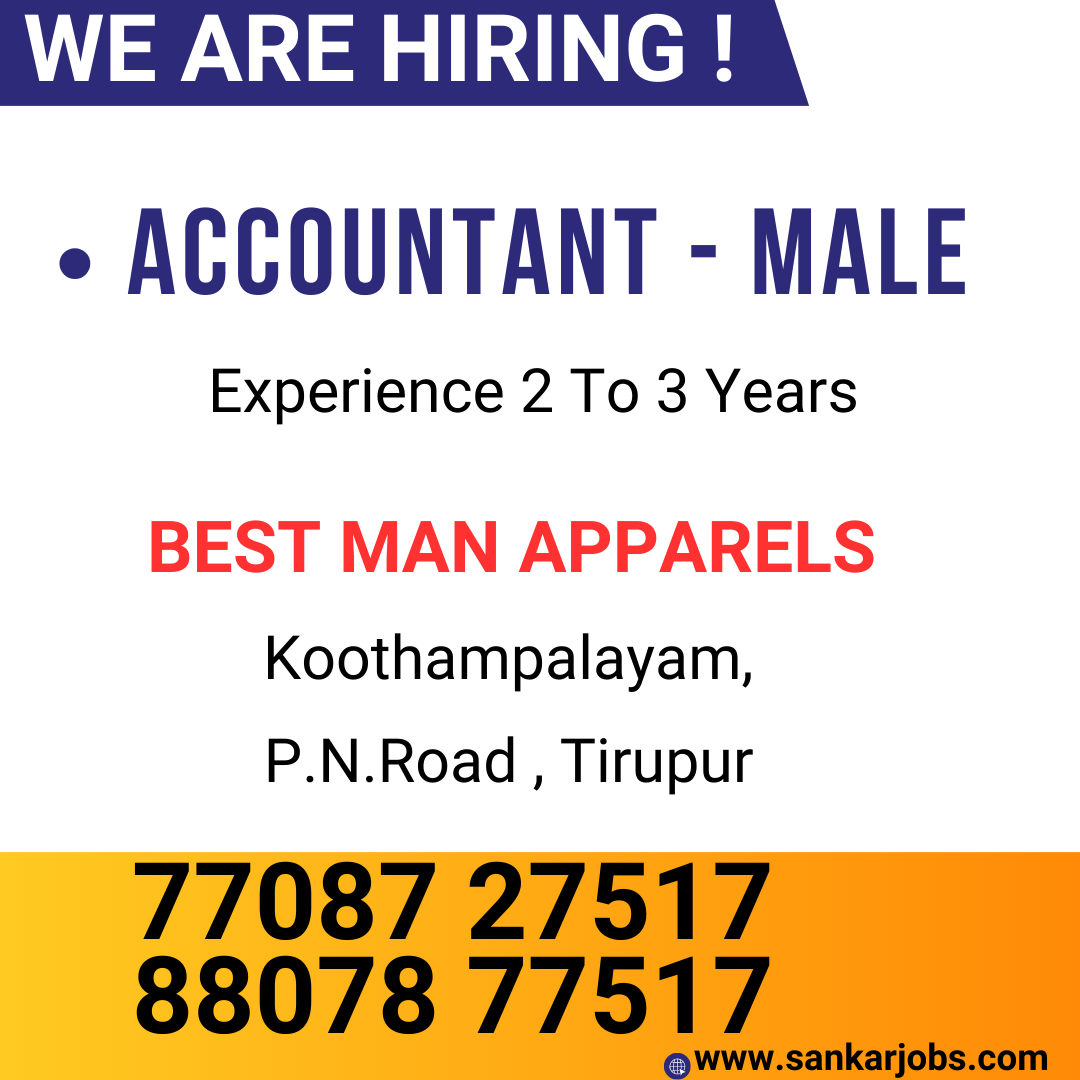 WE ARE HIRING !
• ACCOUNTANT - MALE
Experience 2 To 3 Years
BEST MAN APPARELS
Koothampalayam,
P.N.Road , Tirupur
77087 27517
88078 77517
www.sankarjobs.com